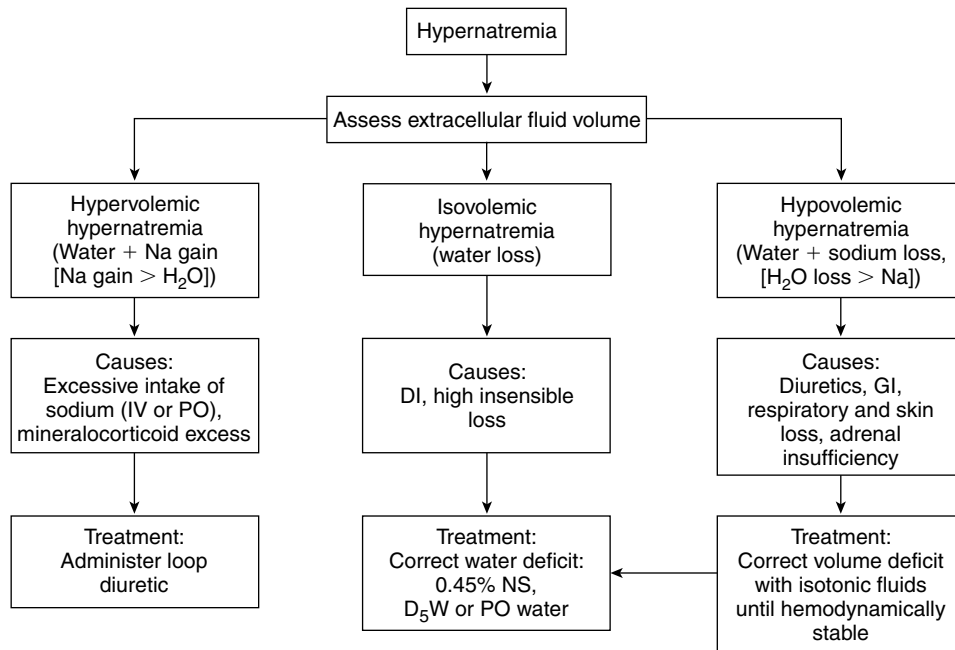 Hypernatremia
Assess extracellular fluid volume
Hypervolemic
hypernatremia
(Water + Na gain
[Na gain > H₂O])
Isovolemic
hypernatremia
(water loss)
Hypovolemic
hypernatremia
(Water + sodium loss,
[H₂O loss > Na])
Causes:
Excessive intake of
sodium (IV or PO),
mineralocorticoid excess
Causes:
DI, high insensible
loss
Causes:
Diuretics, GI,
respiratory and skin
loss, adrenal
insufficiency
Treatment:
Administer loop
diuretic
Treatment:
Correct water deficit:
0.45% NS,
D₅W or PO water
Treatment:
Correct volume deficit
with isotonic fluids
until hemodynamically
stable